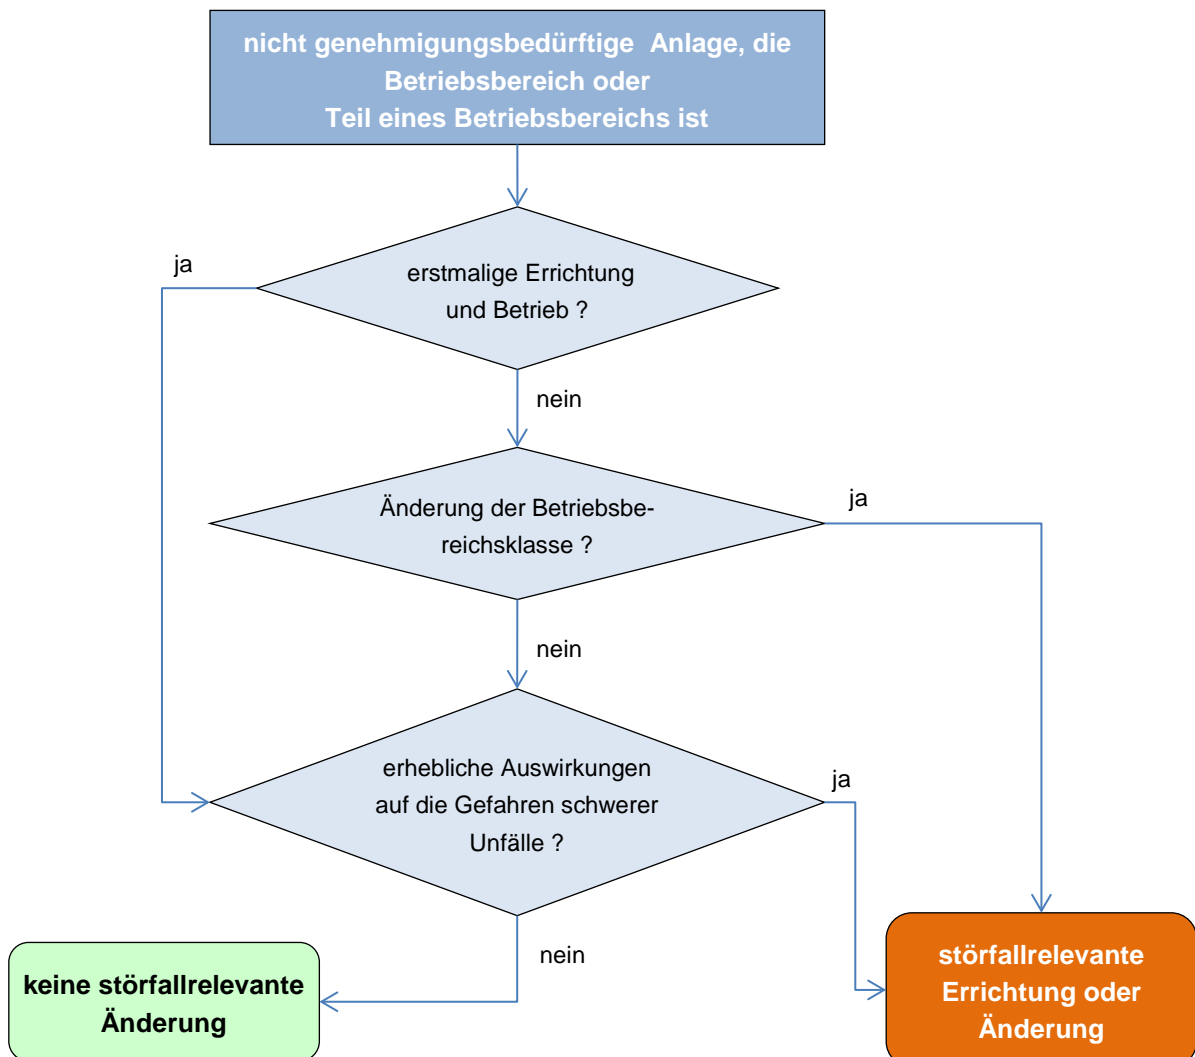 nicht genehmigungsbedürftige  Anlage, die
Betriebsbereich oder
Teil eines Betriebsbereichs ist
ja
erstmalige Errichtung
und Betrieb ?
nein
Änderung der Betriebsbe-
reichsklasse ?
ja
nein
erhebliche Auswirkungen
auf die Gefahren schwerer
Unfälle ?
ja
nein
keine störfallrelevante
Änderung
störfallrelevante
Errichtung oder
Änderung